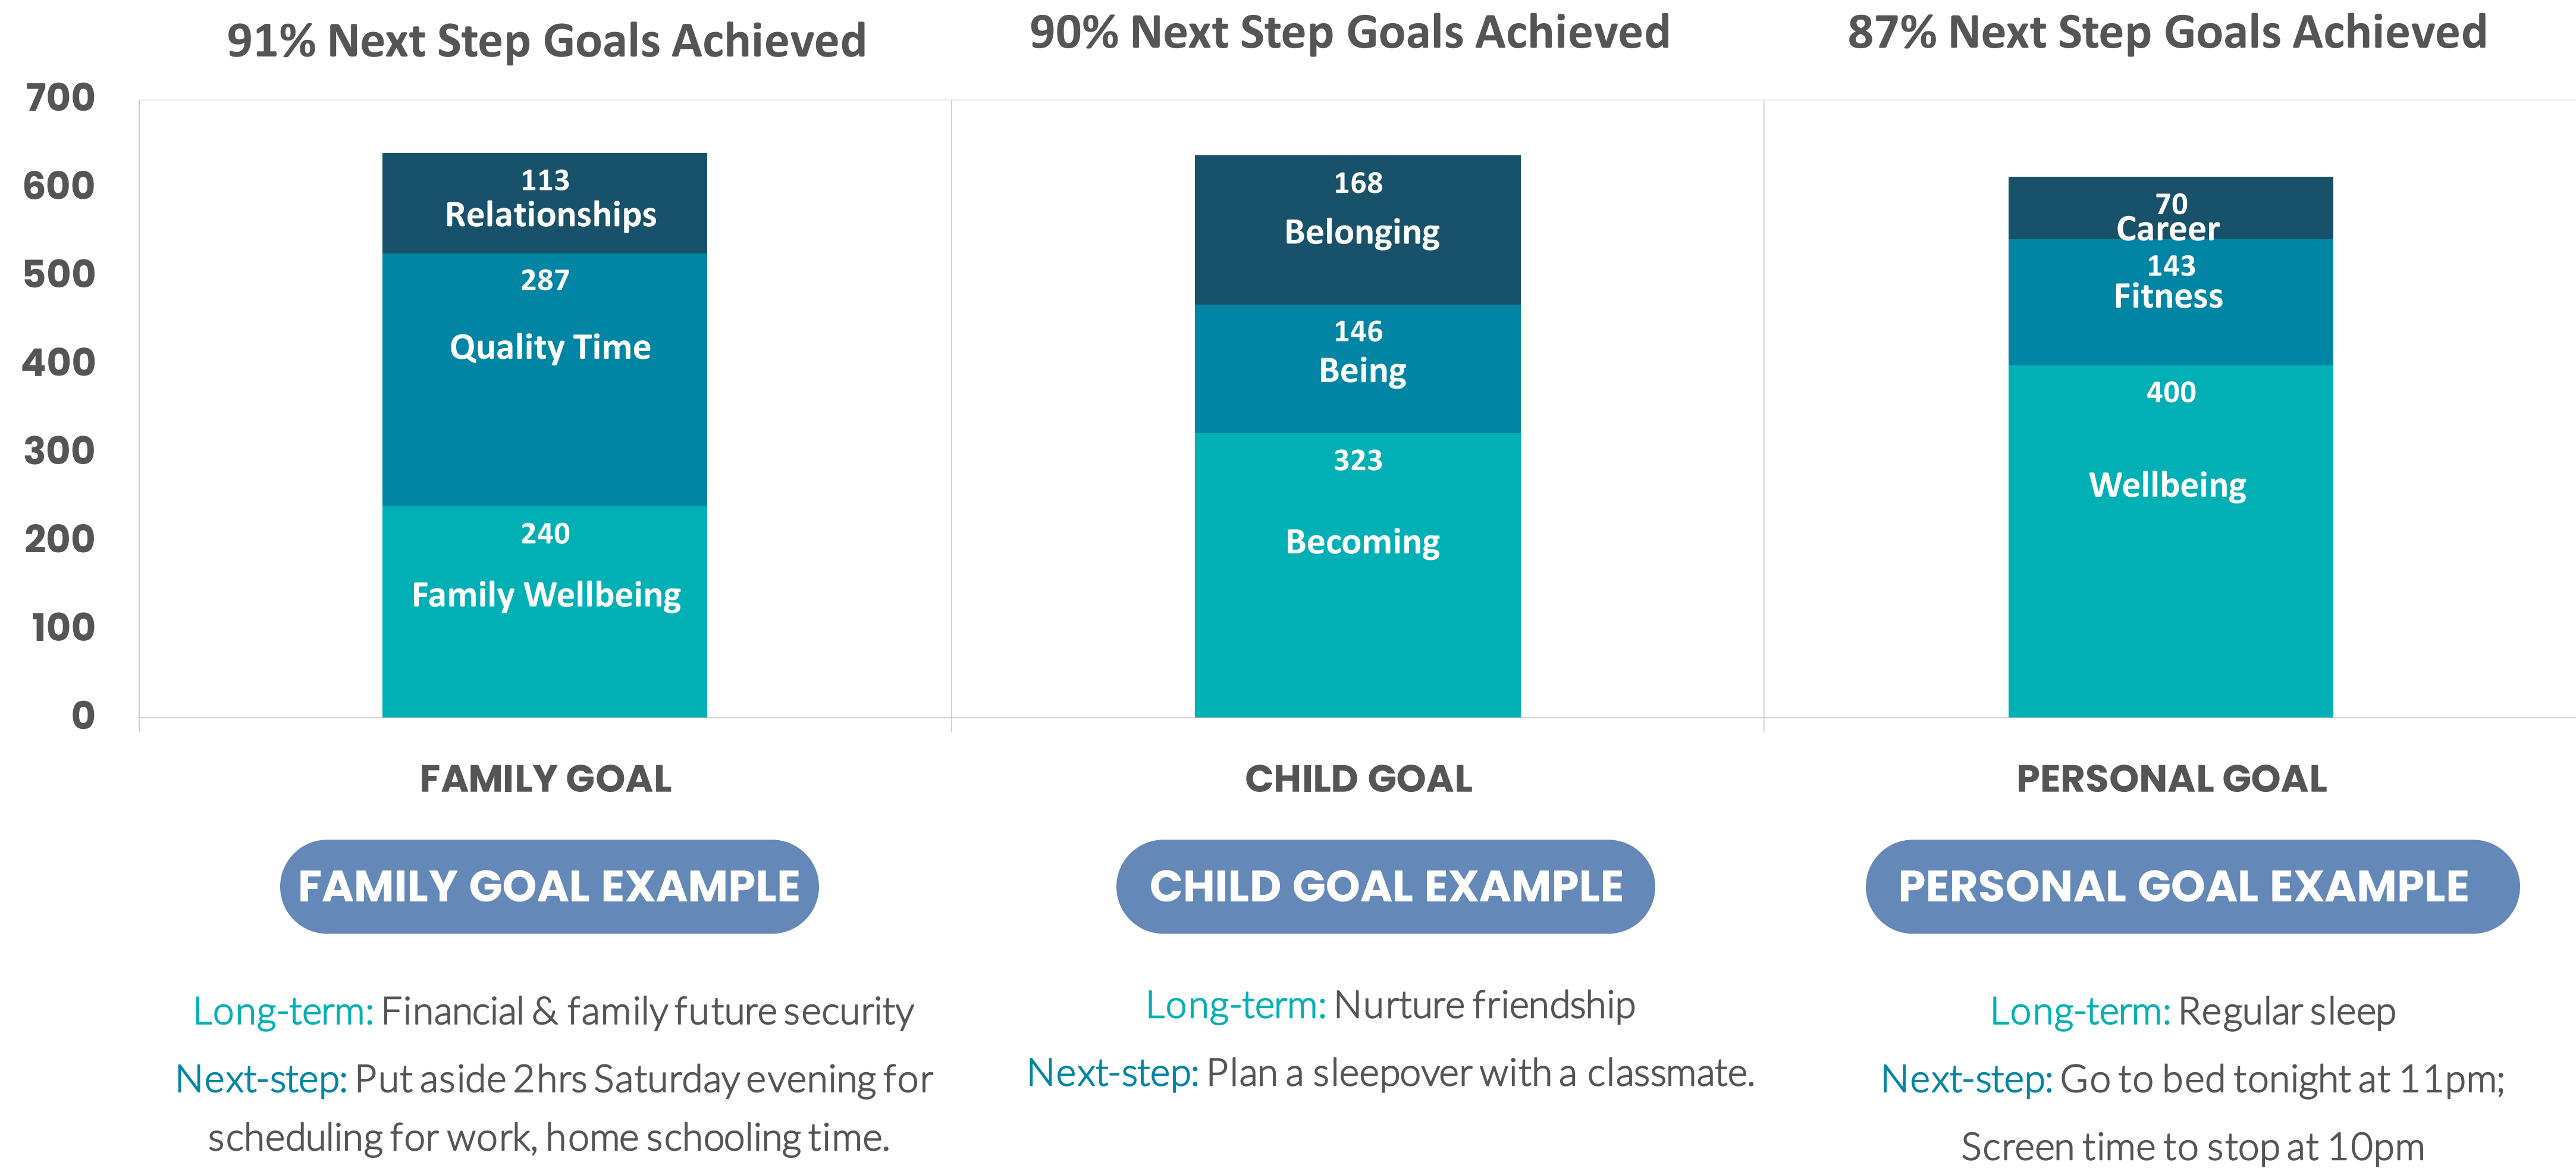 91% Next Step Goals Achieved
90% Next Step Goals Achieved
87% Next Step Goals Achieved
700
600
500
400
300
200
100
0
113
Relationships
287
Quality Time
240
Family Wellbeing
168
Belonging
146
Being
323
Becoming
70
Career
143
Fitness
400
Wellbeing
FAMILY GOAL
CHILD GOAL
PERSONAL GOAL
FAMILY GOAL EXAMPLE
Long-term: Financial & family future security
Next-step: Put aside 2hrs Saturday evening for
scheduling for work, home schooling time.
CHILD GOAL EXAMPLE
Long-term: Nurture friendship
Next-step: Plan a sleepover with a classmate.
PERSONAL GOAL EXAMPLE
Long-term: Regular sleep
Next-step: Go to bed tonight at 11pm;
Screen time to stop at 10pm